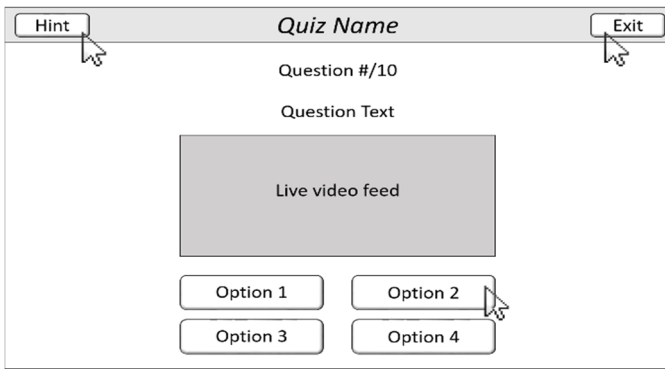 Hint Quiz Name Exit
Question #/10
Question Text
Live video feed
Option 1 Option 2
Option 3 Option 4